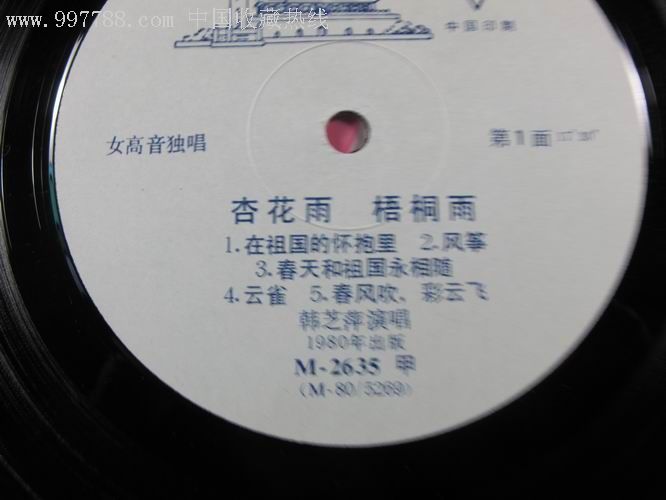 www.997788.com 中国收藏热线
中国印制
女高音独唱
第1面
杏花雨 梧桐雨
1.在祖国的怀抱里 2.风筝
3.春天和祖国永相随
4.云雀 5.春风吹、彩云飞
韩芝萍演唱
1980年出版
M-2635 甲
(M-80/5269)